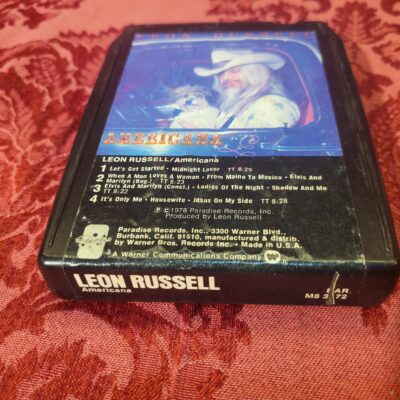 AMERICANA
LEON RUSSELL/Americana
1 Let's Get Started • Midnight Lover TT 8:29
2 When A Man Loves A Woman • From Maine To Mexico • Elvis And
Marilyn (Beg.) TT 8:23
3 Elvis And Marilyn (Concl.) • Ladies Of The Night • Shadow And Me
TT 8:22
4 It's Only Me • Housewife • Jesus On My Side TT 8:28
℗ © 1978 Paradise Records, Inc.
Produced by Leon Russell
Paradise Records, Inc., 3300 Warner Blvd.,
Burbank, Calif. 91510, manufactured & distrib.
by Warner Bros. Records Inc. • Made in U.S.A.
A Warner Communications Company
LEON RUSSELL
Americana
PAR
M8